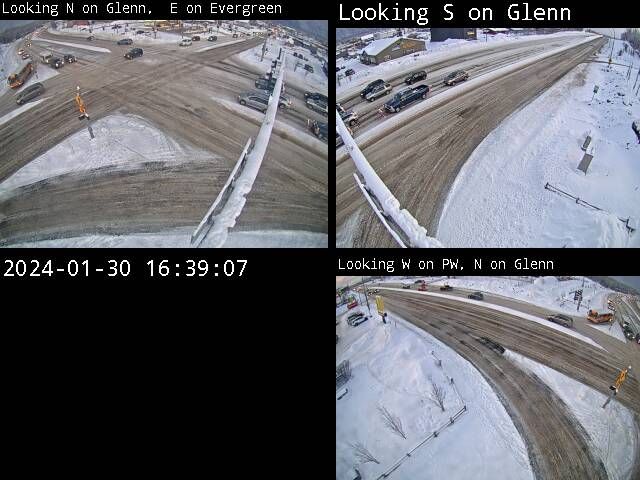 Looking N on Glenn,  E on Evergreen
Looking S on Glenn
2024-01-30 16:39:07
Looking W on PW, N on Glenn